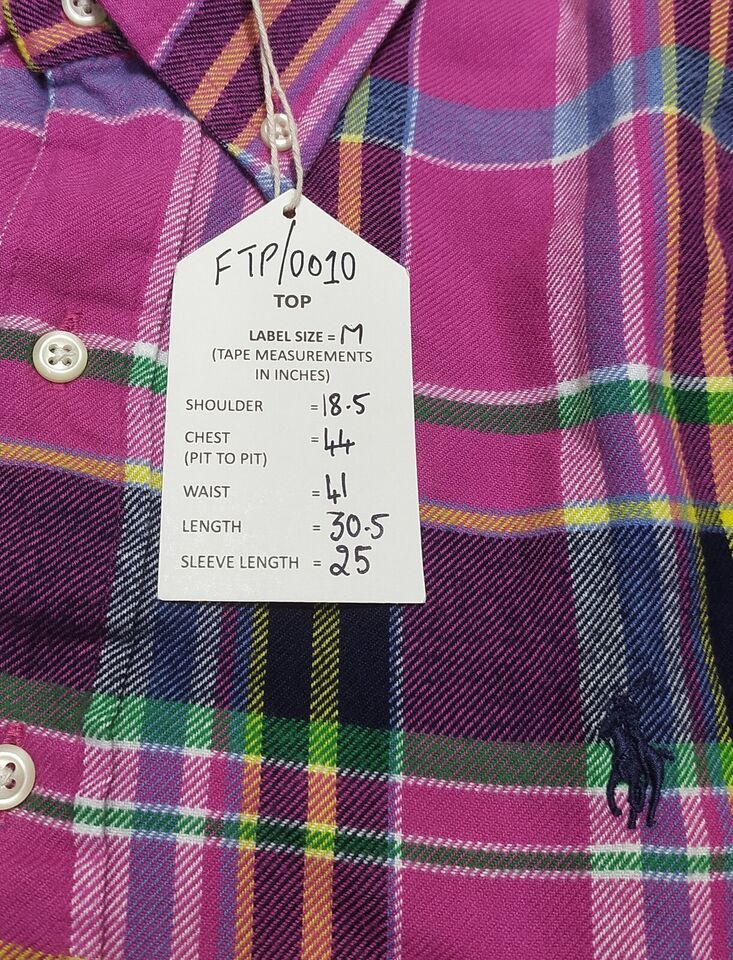 FTP/0010
TOP
LABEL SIZE = M
(TAPE MEASUREMENTS
IN INCHES)
SHOULDER = 18.5
CHEST = 44
(PIT TO PIT)
WAIST = 41
LENGTH = 30.5
SLEEVE LENGTH = 25